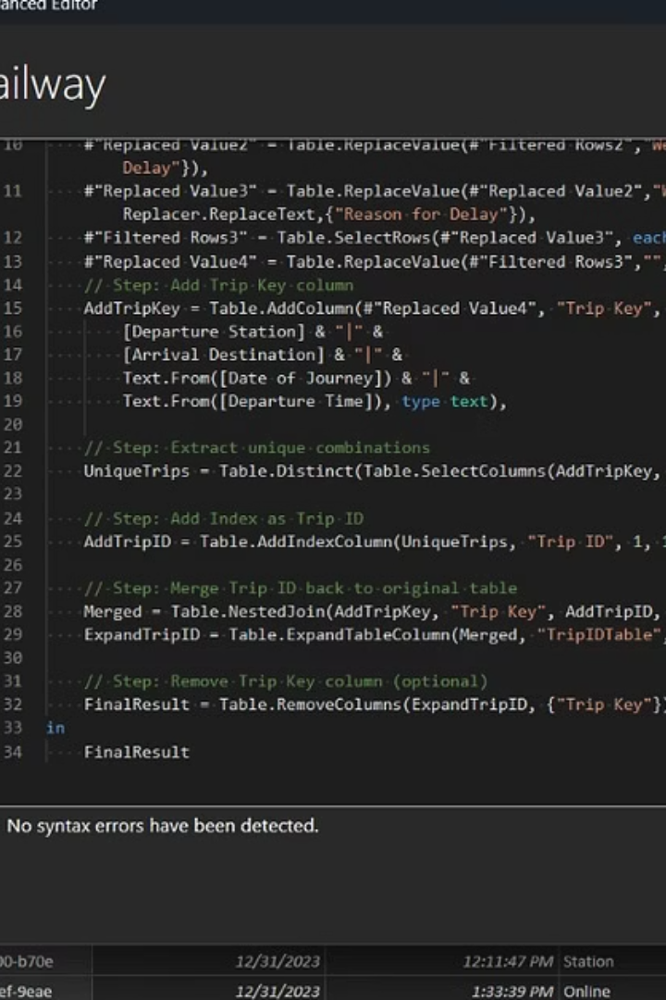 anced Editor
ailway
10 #"Replaced Value2" = Table.ReplaceValue(#"Filtered Rows2","We
Delay"}),
11 #"Replaced Value3" = Table.ReplaceValue(#"Replaced Value2","W
Replacer.ReplaceText,{"Reason for Delay"}),
12 #"Filtered Rows3" = Table.SelectRows(#"Replaced Value3", each
13 #"Replaced Value4" = Table.ReplaceValue(#"Filtered Rows3","",
14 // Step: Add Trip Key column
15 AddTripKey = Table.AddColumn(#"Replaced Value4", "Trip Key",
16 [Departure Station] & "|" &
17 [Arrival Destination] & "|" &
18 Text.From([Date of Journey]) & "|" &
19 Text.From([Departure Time]), type text),
20
21 // Step: Extract unique combinations
22 UniqueTrips = Table.Distinct(Table.SelectColumns(AddTripKey,
23
24 // Step: Add Index as Trip ID
25 AddTripID = Table.AddIndexColumn(UniqueTrips, "Trip ID", 1, 1
26
27 // Step: Merge Trip ID back to original table
28 Merged = Table.NestedJoin(AddTripKey, "Trip Key", AddTripID,
29 ExpandTripID = Table.ExpandTableColumn(Merged, "TripIDTable",
30
31 // Step: Remove Trip Key column (optional)
32 FinalResult = Table.RemoveColumns(ExpandTripID, {"Trip Key"})
33 in
34 FinalResult
No syntax errors have been detected.
00-b70e 12/31/2023 12:11:47 PM Station
ef-9eae 12/31/2023 1:33:39 PM Online